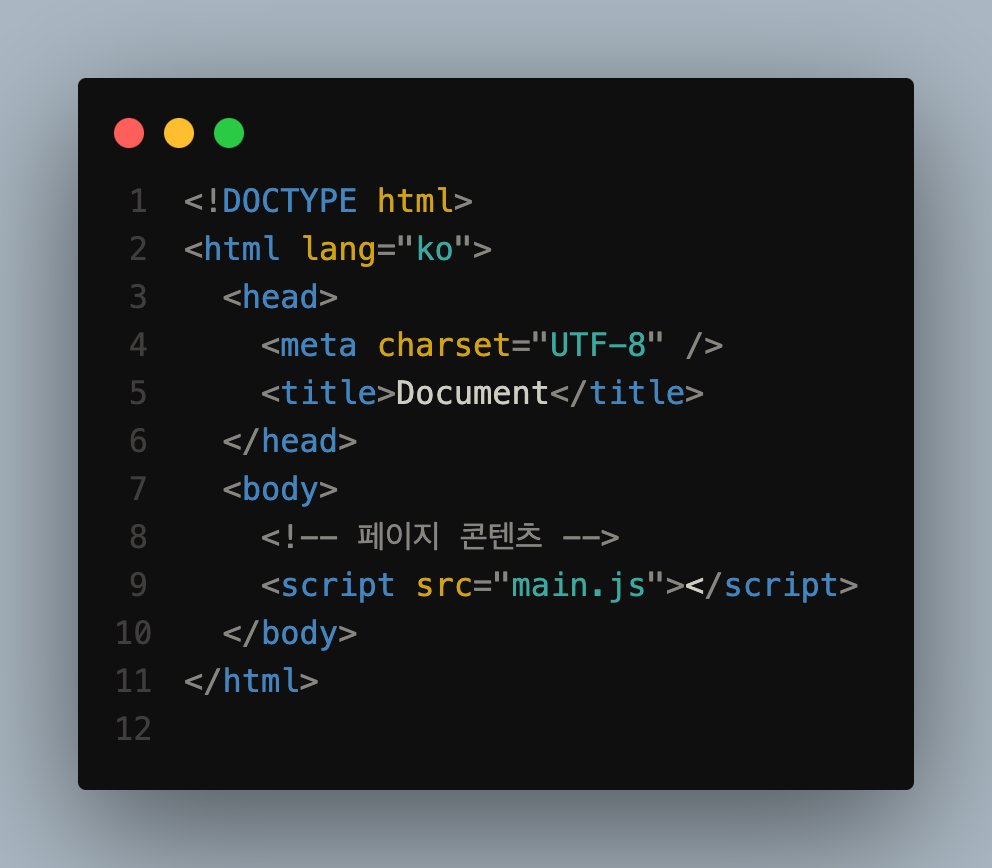 1 <!DOCTYPE html>
2 <html lang="ko">
3   <head>
4     <meta charset="UTF-8" />
5     <title>Document</title>
6   </head>
7   <body>
8     <!-- 페이지 콘텐츠 -->
9     <script src="main.js"></script>
10   </body>
11 </html>
12